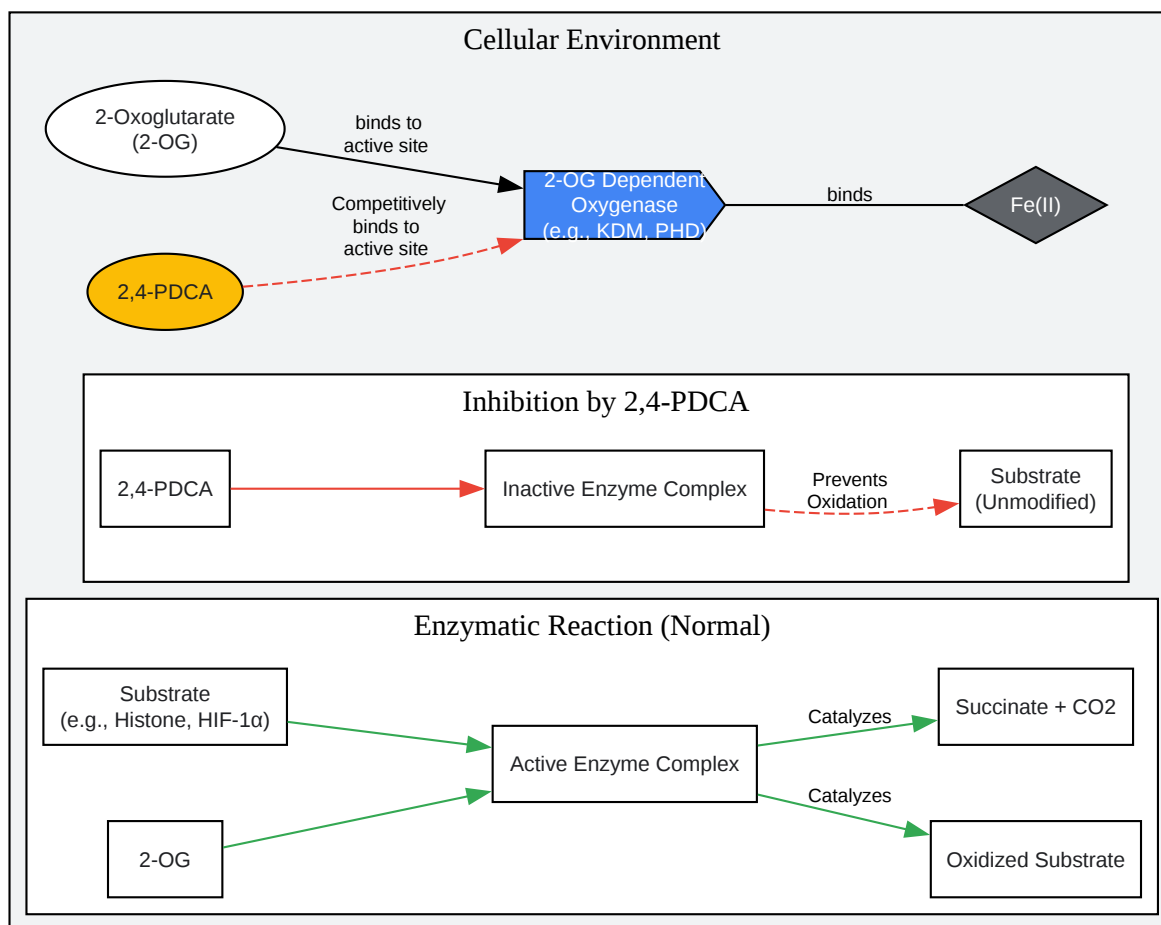 Cellular Environment
2-Oxoglutarate
(2-OG)
binds to
active site
2-OG Dependent
Oxygenase
(e.g., KDM, PHD)
binds
Fe(II)
Competitively
binds to
active site
2,4-PDCA
Inhibition by 2,4-PDCA
2,4-PDCA
Inactive Enzyme Complex
Prevents
Oxidation
Substrate
(Unmodified)
Enzymatic Reaction (Normal)
Substrate
(e.g., Histone, HIF-1α)
2-OG
Active Enzyme Complex
Catalyzes
Succinate + CO2
Catalyzes
Oxidized Substrate